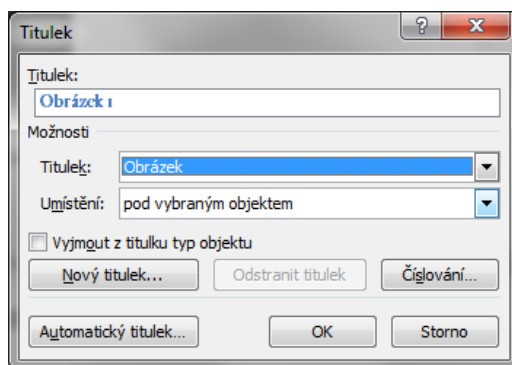 Titulek
Titulek:
Obrázek 1
Možnosti
Titulek: Obrázek
Umístění: pod vybraným objektem
Vyjmout z titulku typ objektu
Nový titulek... Odstranit titulek Číslování...
Automatický titulek... OK Storno